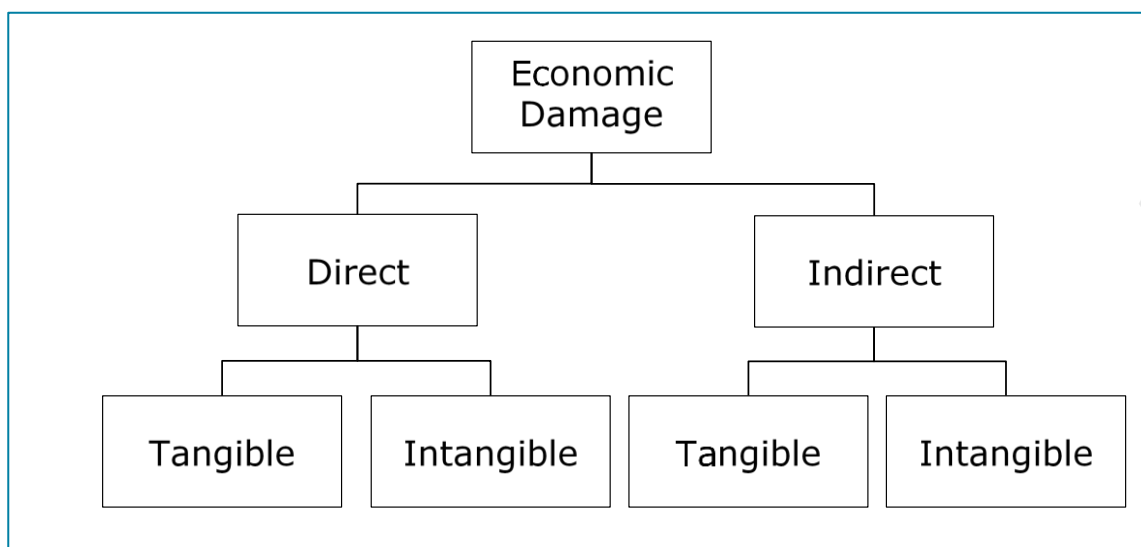 Economic
Damage
Direct
Indirect
Tangible
Intangible
Tangible
Intangible